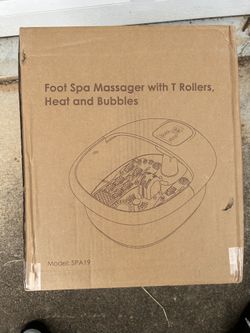 Foot Spa Massager with T Rollers,
Heat and Bubbles
Model: SPA19